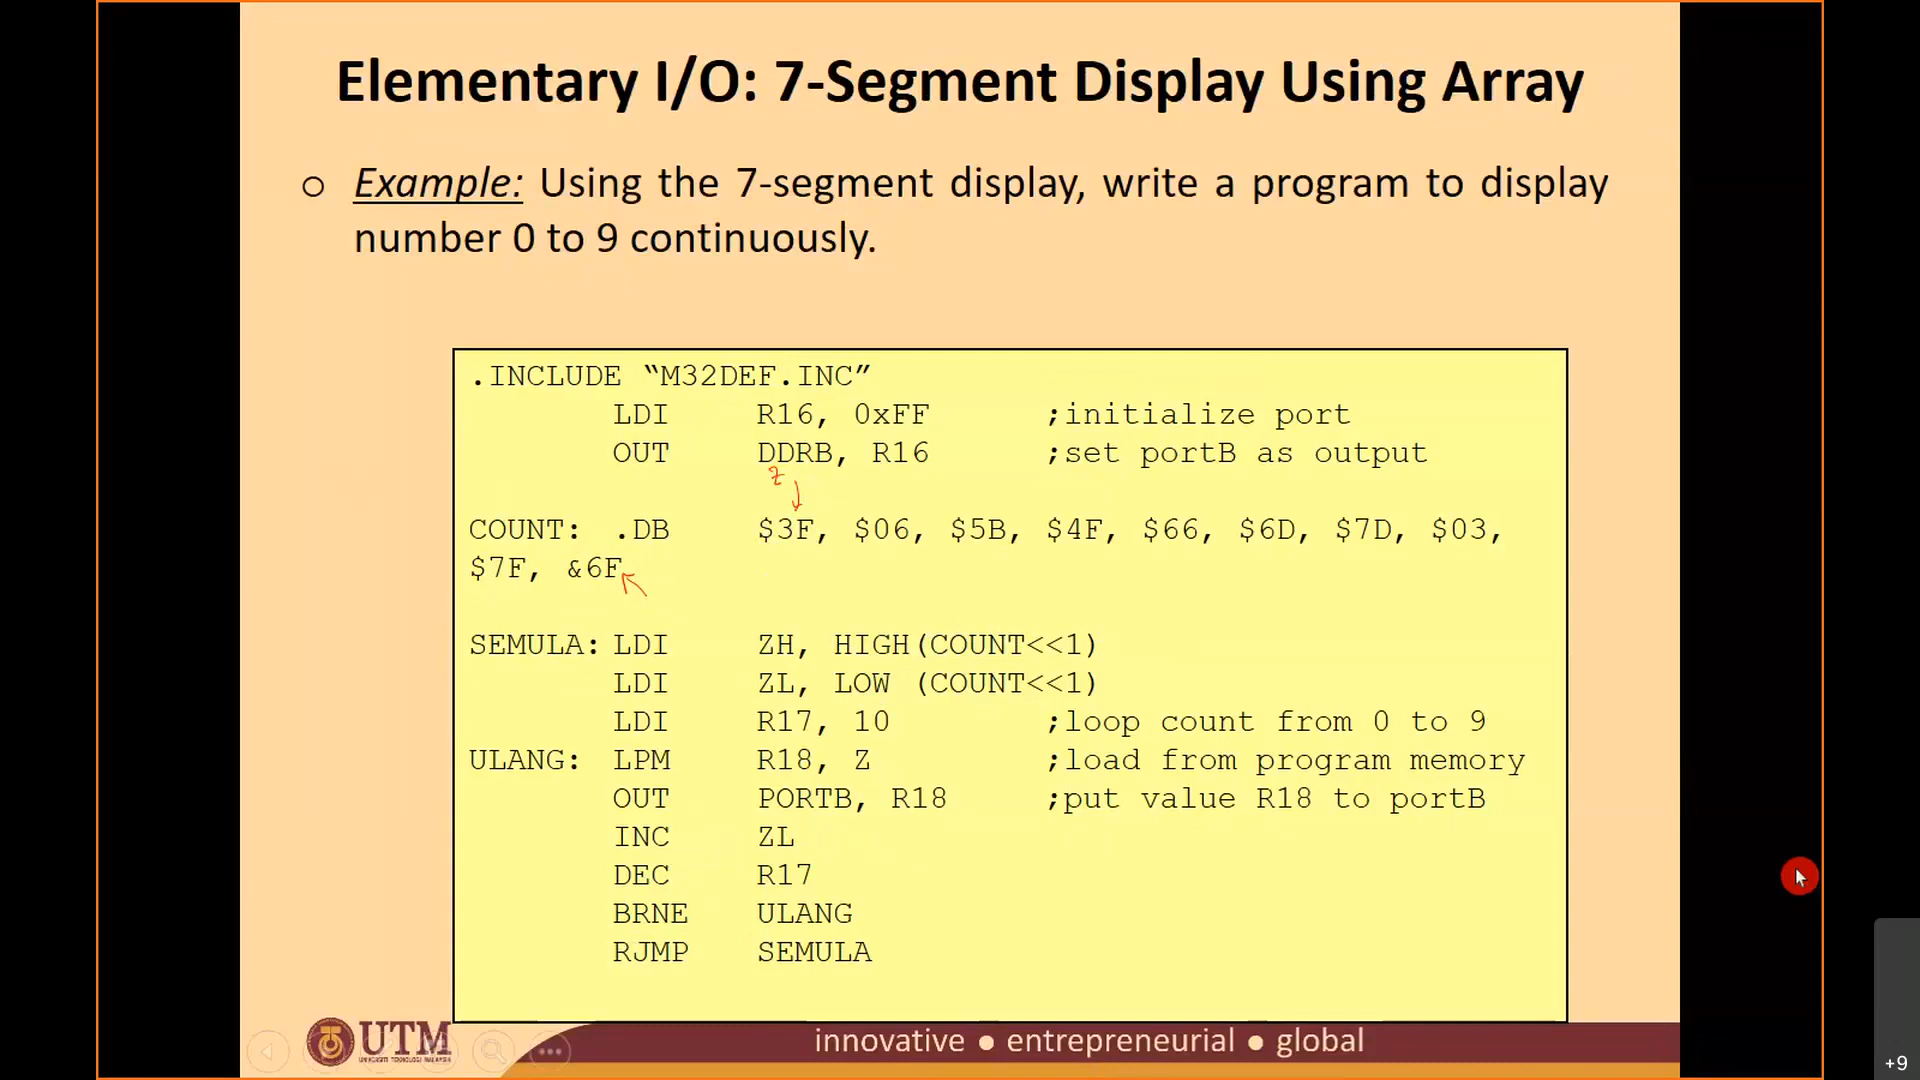 Elementary I/O: 7-Segment Display Using Array
o Example: Using the 7-segment display, write a program to display
number 0 to 9 continuously.
.INCLUDE “M32DEF.INC”
LDI R16, 0xFF ;initialize port
OUT DDRB, R16 ;set portB as output
z
COUNT: .DB $3F, $06, $5B, $4F, $66, $6D, $7D, $03,
$7F, &6F
SEMULA: LDI ZH, HIGH(COUNT<<1)
LDI ZL, LOW (COUNT<<1)
LDI R17, 10 ;loop count from 0 to 9
ULANG: LPM R18, Z ;load from program memory
OUT PORTB, R18 ;put value R18 to portB
INC ZL
DEC R17
BRNE ULANG
RJMP SEMULA
UTM
UNIVERSITI TEKNOLOGI MALAYSIA
innovative ● entrepreneurial ● global
+9